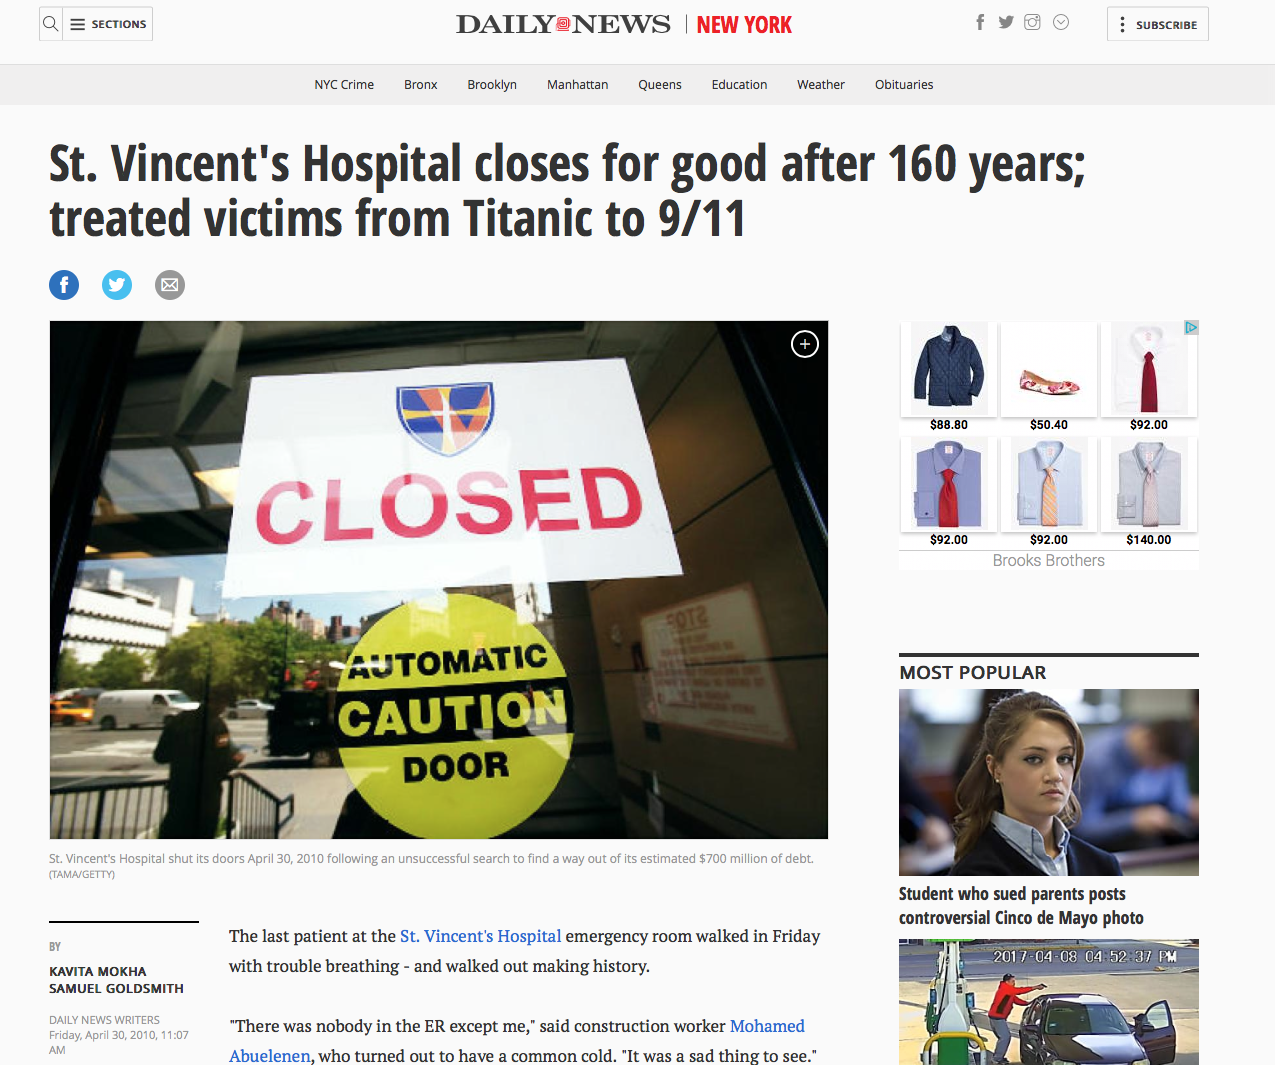 SECTIONS
DAILY NEWS | NEW YORK
SUBSCRIBE
NYC Crime
Bronx
Brooklyn
Manhattan
Queens
Education
Weather
Obituaries
St. Vincent's Hospital closes for good after 160 years;
treated victims from Titanic to 9/11
CLOSED
AUTOMATIC
CAUTION
DOOR
STOP
St. Vincent's Hospital shut its doors April 30, 2010 following an unsuccessful search to find a way out of its estimated $700 million of debt.
(TAMA/GETTY)
BY
KAVITA MOKHA
SAMUEL GOLDSMITH
DAILY NEWS WRITERS
Friday, April 30, 2010, 11:07
AM
The last patient at the St. Vincent's Hospital emergency room walked in Friday
with trouble breathing - and walked out making history.
"There was nobody in the ER except me," said construction worker Mohamed
Abuelenen, who turned out to have a common cold. "It was a sad thing to see."
$88.80
$50.40
$92.00
$92.00
$92.00
$140.00
Brooks Brothers
MOST POPULAR
Student who sued parents posts
controversial Cinco de Mayo photo
2017-04-08 04:52:37 PM